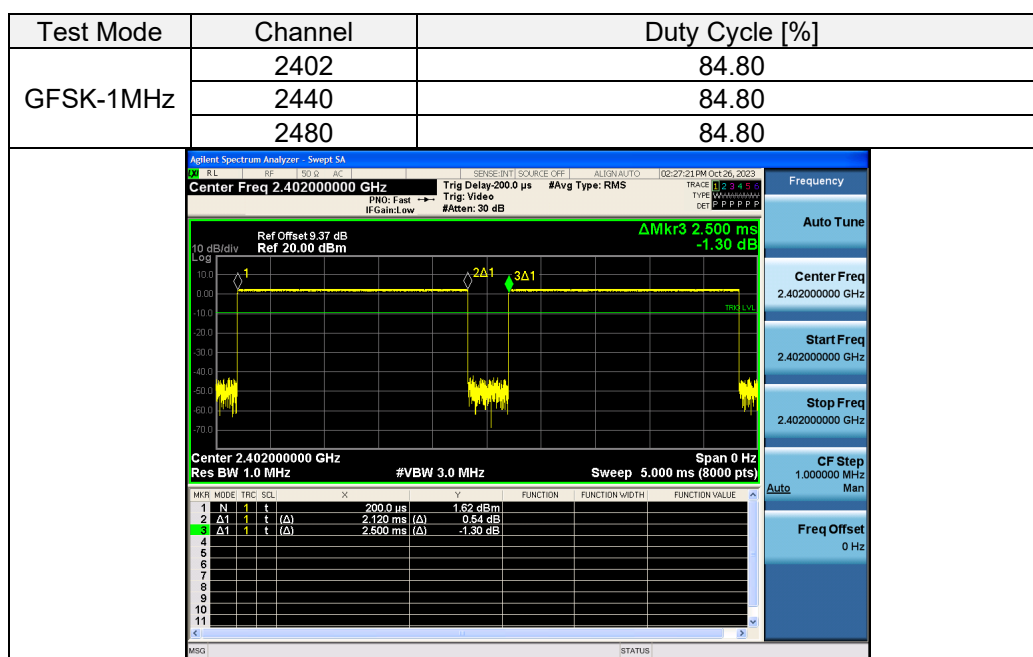 Test Mode Channel Duty Cycle [%]
GFSK-1MHz
2402 84.80
2440 84.80
2480 84.80
Agilent Spectrum Analyzer - Swept SA
RL RF 50 Ω AC SENSE:INT SOURCE OFF ALIGN AUTO 02:27:21 PM Oct 26, 2023
Center Freq 2.402000000 GHz Trig Delay-200.0 µs #Avg Type: RMS TRACE 1 2 3 4 5 6
PNO: Fast Trig: Video TYPE
IFGain:Low #Atten: 30 dB DET P P P P P P
Ref Offset 9.37 dB ΔMkr3 2.500 ms
10 dB/div Ref 20.00 dBm -1.30 dB
Log
10.0 1 2Δ1 3Δ1
0.00
-10.0 TRIG LVL
-20.0
-30.0
-40.0
-50.0
-60.0
-70.0
Center 2.402000000 GHz Span 0 Hz
Res BW 1.0 MHz #VBW 3.0 MHz Sweep 5.000 ms (8000 pts)
MKR MODE TRC SCL X Y FUNCTION FUNCTION WIDTH FUNCTION VALUE
1 N 1 t 200.0 µs 1.62 dBm
2 Δ1 1 t (Δ) 2.120 ms (Δ) 0.54 dB
3 Δ1 1 t (Δ) 2.500 ms (Δ) -1.30 dB
4
5
6
7
8
9
10
11
MSG STATUS
Frequency
Auto Tune
Center Freq
2.402000000 GHz
Start Freq
2.402000000 GHz
Stop Freq
2.402000000 GHz
CF Step
1.000000 MHz
Auto Man
Freq Offset
0 Hz